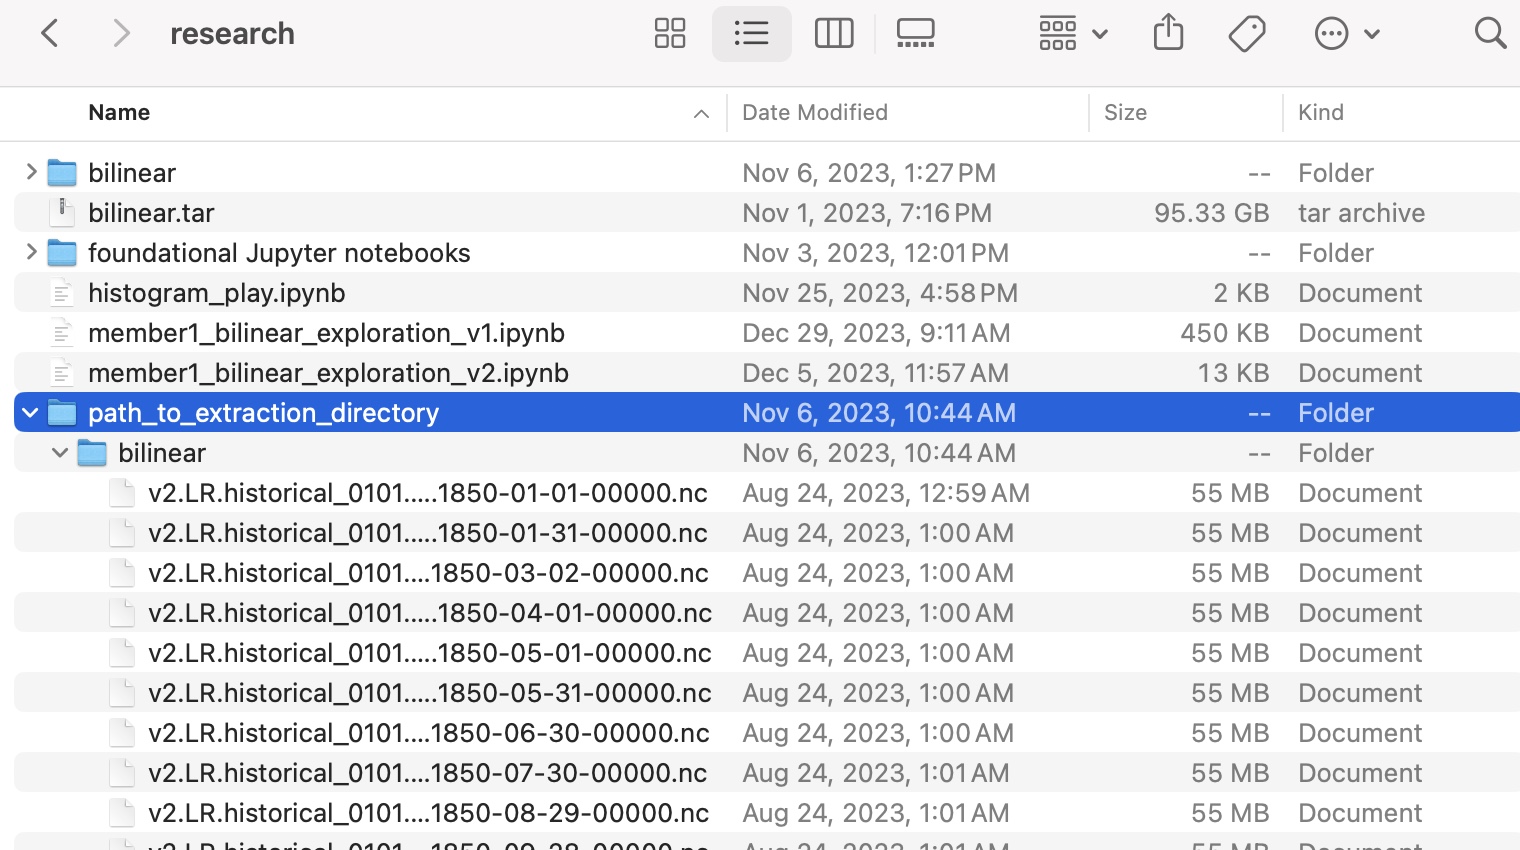 research
Name Date Modified Size Kind
bilinear Nov 6, 2023, 1:27 PM -- Folder
bilinear.tar Nov 1, 2023, 7:16 PM 95.33 GB tar archive
foundational Jupyter notebooks Nov 3, 2023, 12:01 PM -- Folder
histogram_play.ipynb Nov 25, 2023, 4:58 PM 2 KB Document
member1_bilinear_exploration_v1.ipynb Dec 29, 2023, 9:11 AM 450 KB Document
member1_bilinear_exploration_v2.ipynb Dec 5, 2023, 11:57 AM 13 KB Document
path_to_extraction_directory Nov 6, 2023, 10:44 AM -- Folder
bilinear Nov 6, 2023, 10:44 AM -- Folder
v2.LR.historical_0101.....1850-01-01-00000.nc Aug 24, 2023, 12:59 AM 55 MB Document
v2.LR.historical_0101.....1850-01-31-00000.nc Aug 24, 2023, 1:00 AM 55 MB Document
v2.LR.historical_0101....1850-03-02-00000.nc Aug 24, 2023, 1:00 AM 55 MB Document
v2.LR.historical_0101.....1850-04-01-00000.nc Aug 24, 2023, 1:00 AM 55 MB Document
v2.LR.historical_0101.....1850-05-01-00000.nc Aug 24, 2023, 1:00 AM 55 MB Document
v2.LR.historical_0101.....1850-05-31-00000.nc Aug 24, 2023, 1:00 AM 55 MB Document
v2.LR.historical_0101....1850-06-30-00000.nc Aug 24, 2023, 1:00 AM 55 MB Document
v2.LR.historical_0101....1850-07-30-00000.nc Aug 24, 2023, 1:01 AM 55 MB Document
v2.LR.historical_0101....1850-08-29-00000.nc Aug 24, 2023, 1:01 AM 55 MB Document